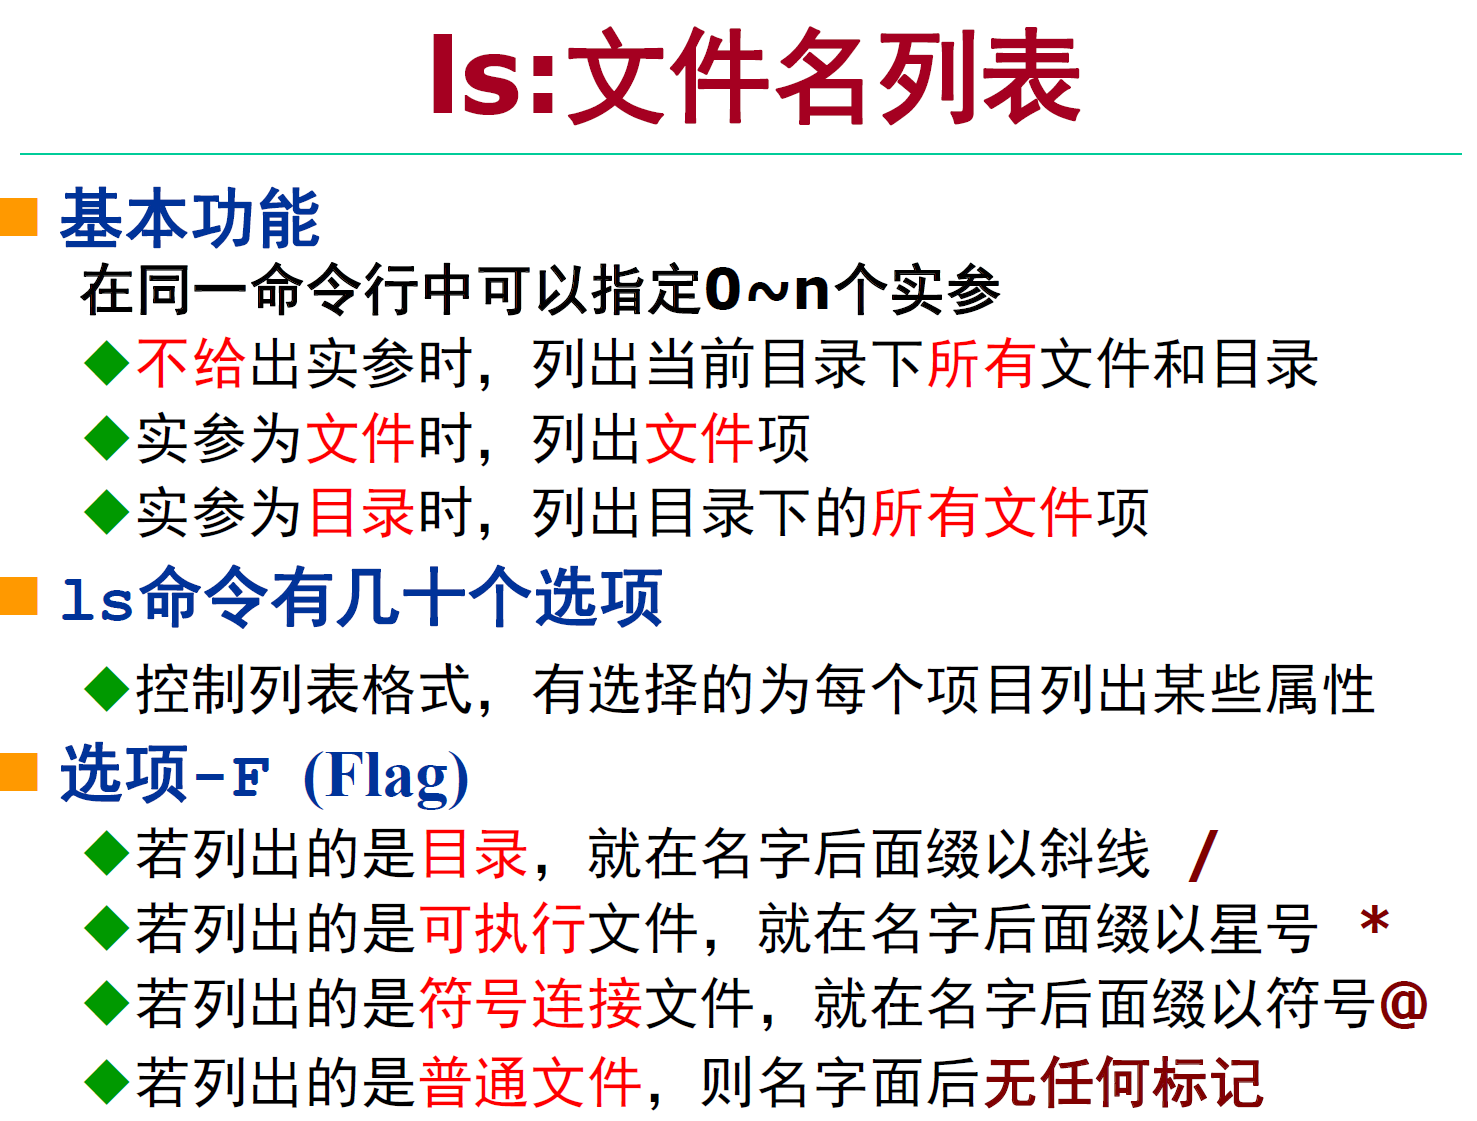 ls:文件名列表
基本功能
在同一命令行中可以指定0~n个实参
不给出实参时，列出当前目录下所有文件和目录
实参为文件时，列出文件项
实参为目录时，列出目录下的所有文件项
ls命令有几十个选项
控制列表格式，有选择的为每个项目列出某些属性
选项-F (Flag)
若列出的是目录，就在名字后面缀以斜线 /
若列出的是可执行文件，就在名字后面缀以星号 *
若列出的是符号连接文件，就在名字后面缀以符号@
若列出的是普通文件，则名字面后无任何标记